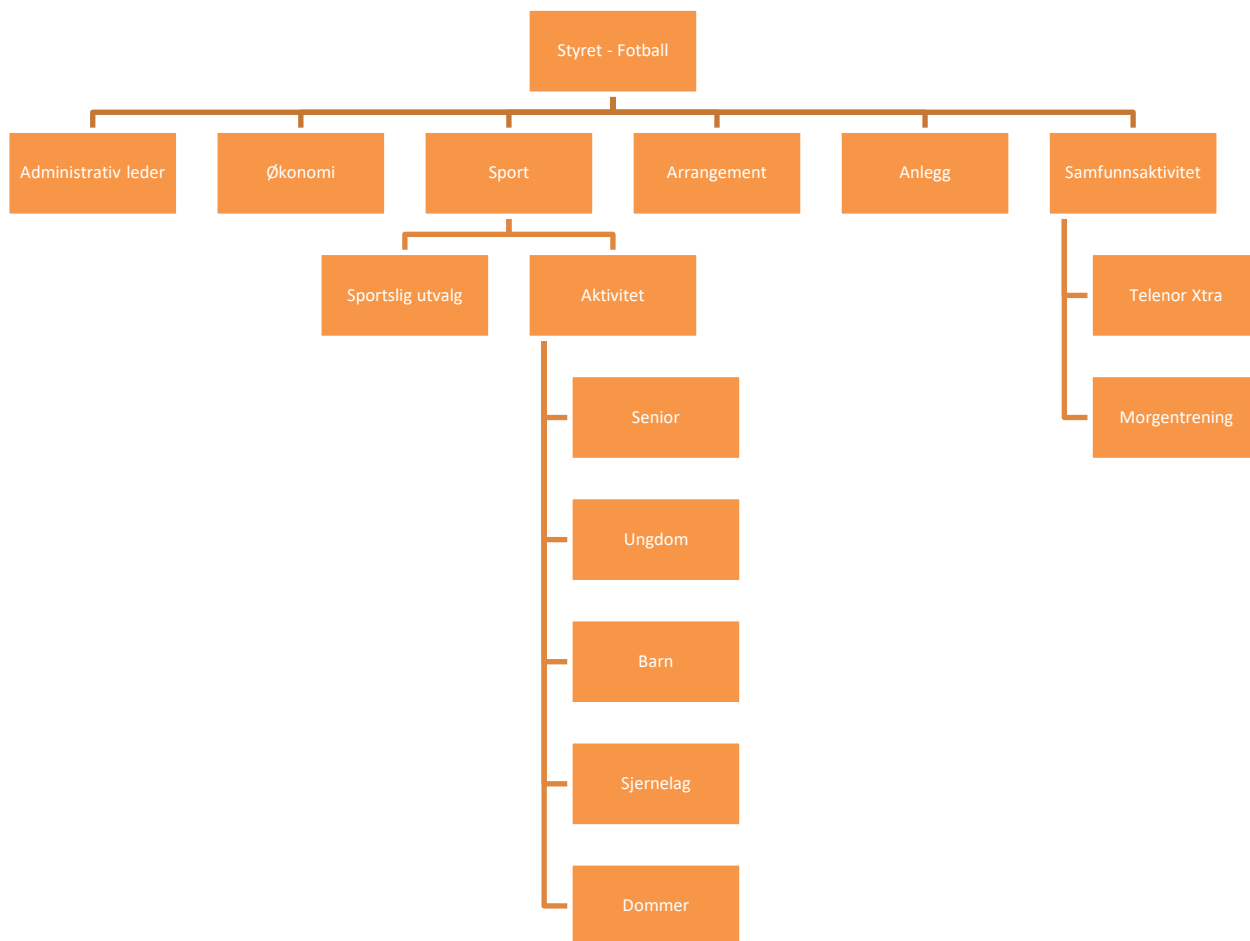 Styret - Fotball
Administrativ leder
Økonomi
Sport
Arrangement
Anlegg
Samfunnsaktivitet
Sportslig utvalg
Aktivitet
Telenor Xtra
Senior
Morgentrening
Ungdom
Barn
Sjernelag
Dommer